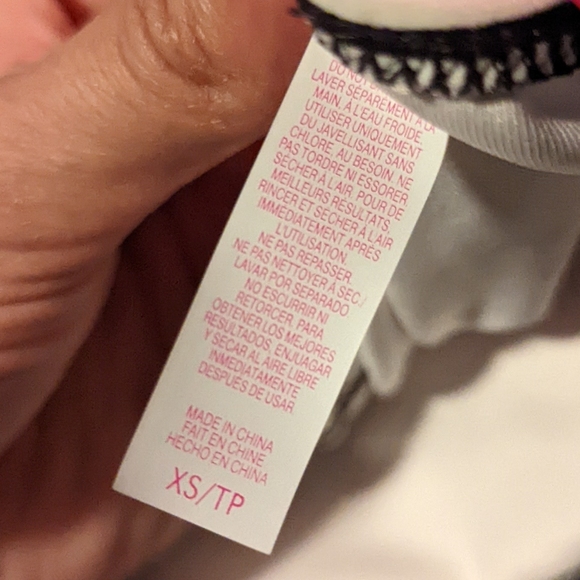 DO NOT
LAVER SÉPARÉMENT À LA
MAIN, À L'EAU FROIDE.
UTILISER UNIQUEMENT
DU JAVELLISANT SANS
CHLORE, AU BESOIN. NE
PAS TORDRE NI ESSORER.
SÉCHER À L'AIR. POUR DE
MEILLEURS RÉSULTATS,
RINCER ET SÉCHER À L'AIR
IMMÉDIATEMENT APRÈS
L'UTILISATION.
NE PAS REPASSER.
NE PAS NETTOYER À SEC./
LAVAR POR SEPARADO
NO ESCURRIR NI
RETORCER. PARA
OBTENER LOS MEJORES
RESULTADOS, ENJUAGAR
Y SECAR AL AIRE LIBRE
INMEDIATAMENTE
DESPUÉS DE USAR.
MADE IN CHINA
FAIT EN CHINE
HECHO EN CHINA
XS/TP